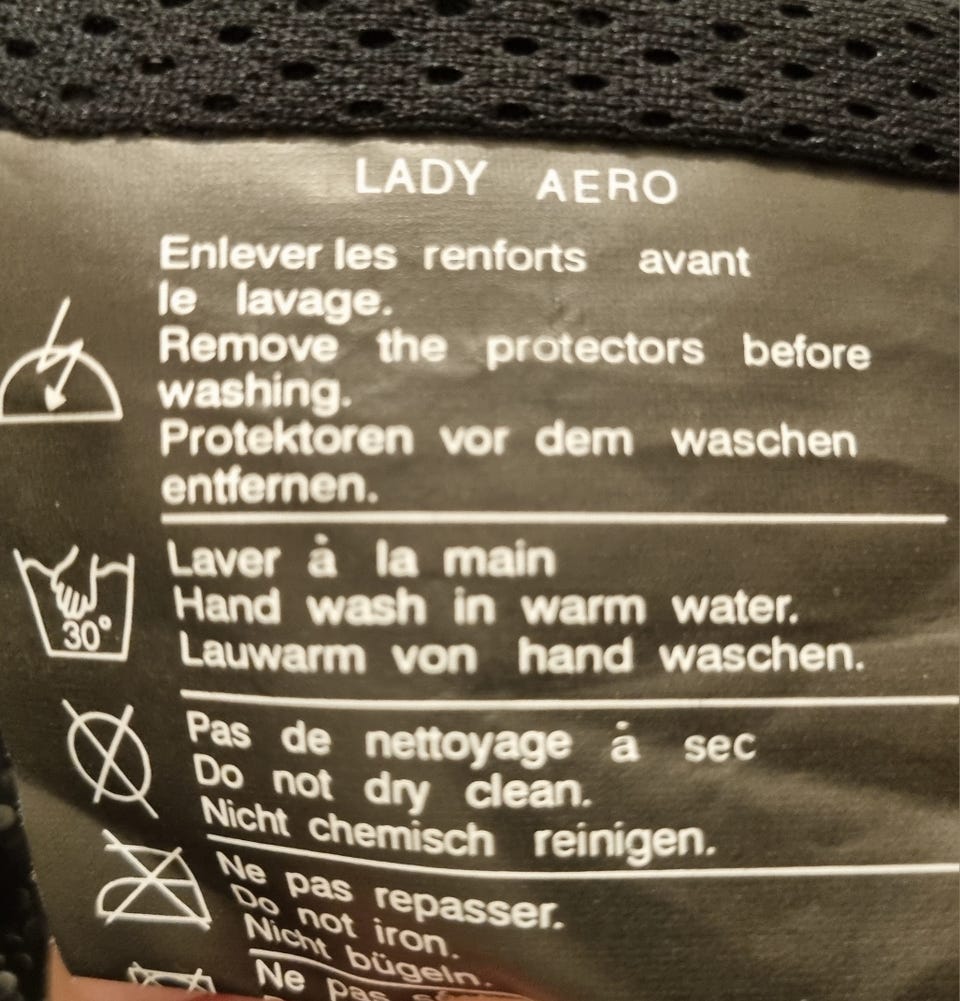 LADY AERO
Enlever les renforts avant
le lavage.
Remove the protectors before
washing.
Protektoren vor dem waschen
entfernen.
Laver à la main
Hand wash in warm water.
30°
Lauwarm von hand waschen.
Pas de nettoyage à sec
Do not dry clean.
Nicht chemisch reinigen.
Ne pas repasser.
Do not iron.
Nicht bügeln.
Ne pas